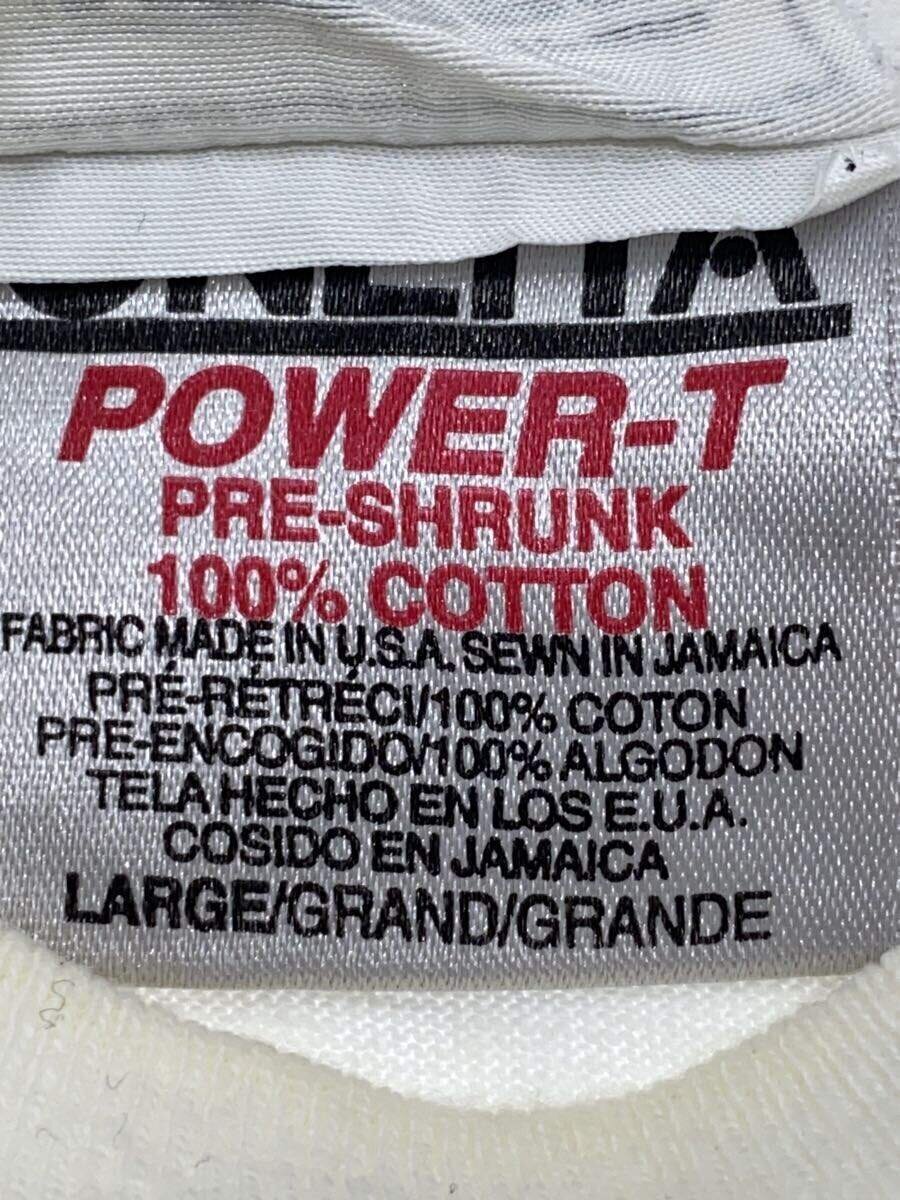 ONEITA
POWER-T
PRE-SHRUNK
100% COTTON
FABRIC MADE IN U.S.A. SEWN IN JAMAICA
PRÉ-RÉTRÉCI/100% COTON
PRE-ENCOGIDO/100% ALGODON
TELA HECHO EN LOS E.U.A.
COSIDO EN JAMAICA
LARGE/GRAND/GRANDE